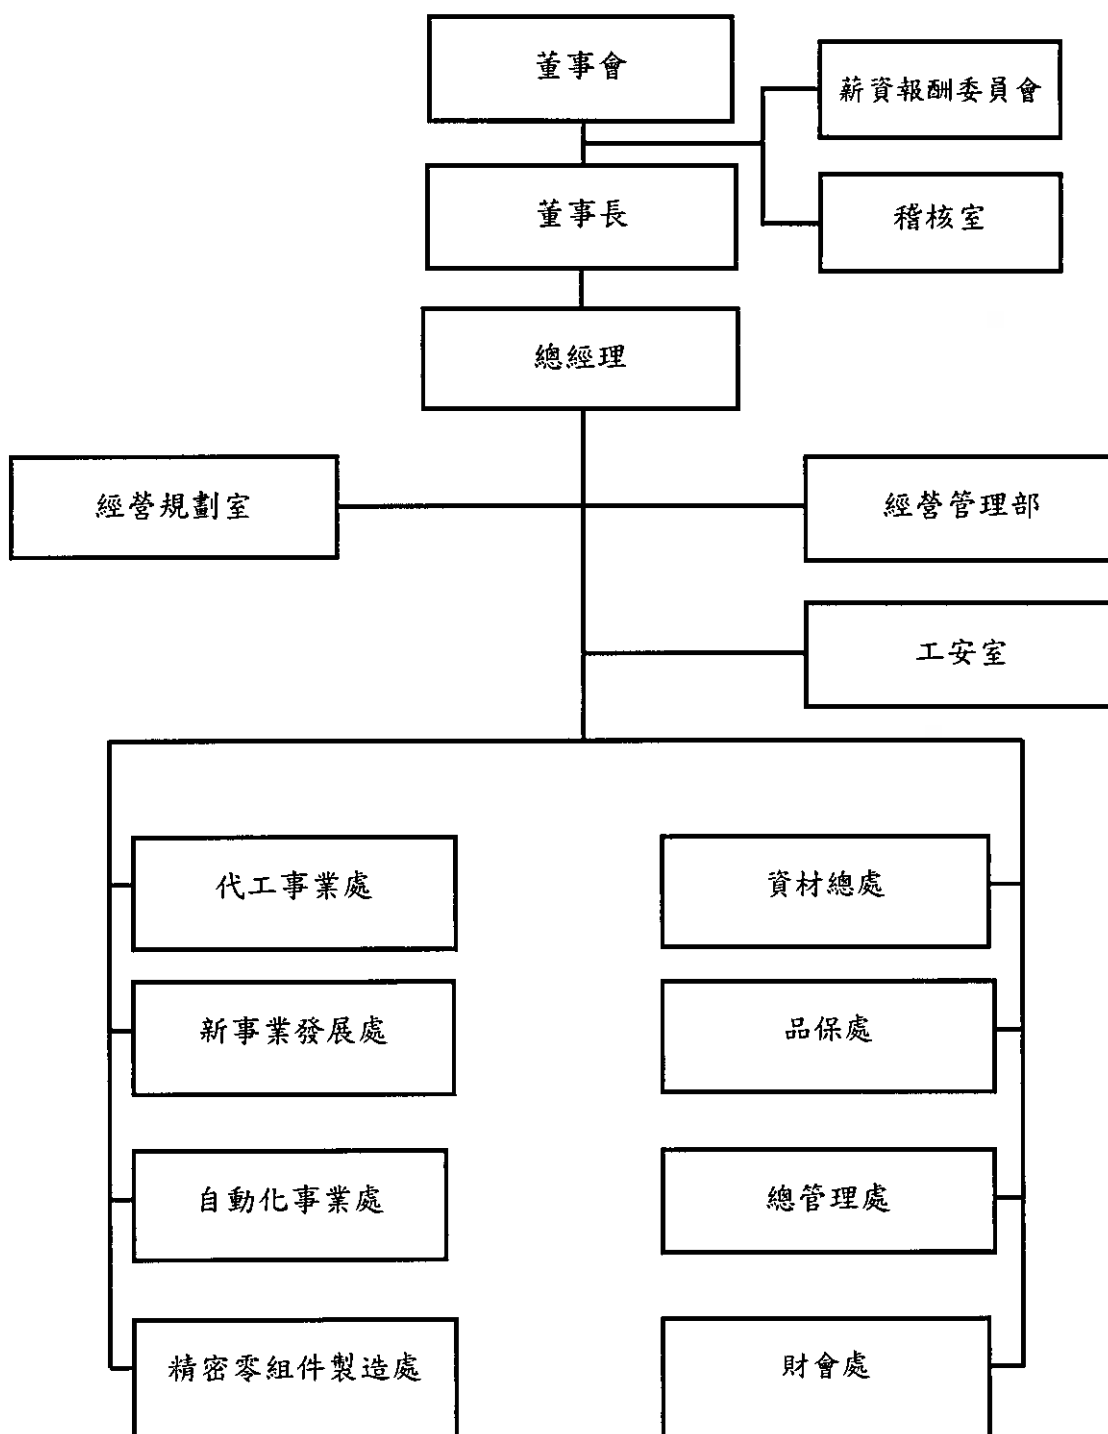 董事會
薪資報酬委員會
董事長
稽核室
總經理
經營規劃室
經營管理部
工安室
代工事業處
資材總處
新事業發展處
品保處
自動化事業處
總管理處
精密零組件製造處
財會處